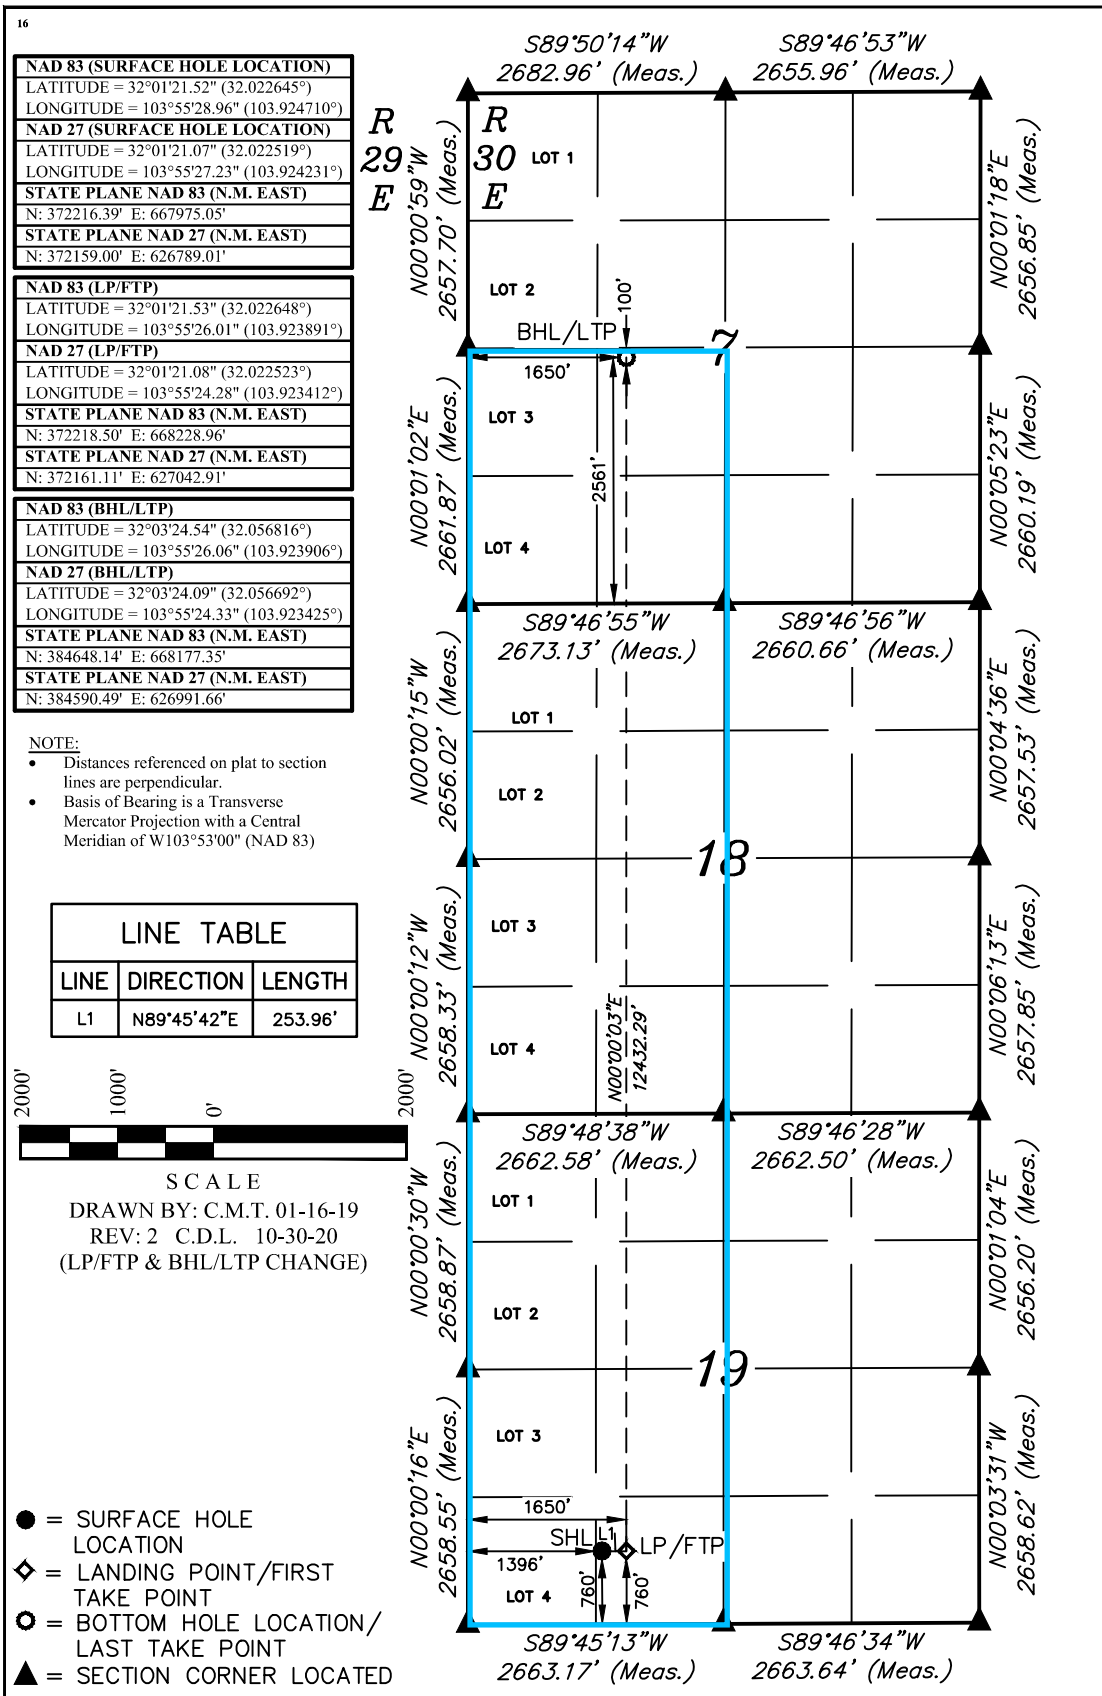 16
NAD 83 (SURFACE HOLE LOCATION)
LATITUDE = 32°01'21.52" (32.022645°)
LONGITUDE = 103°55'28.96" (103.924710°)
NAD 27 (SURFACE HOLE LOCATION)
LATITUDE = 32°01'21.07" (32.022519°)
LONGITUDE = 103°55'27.23" (103.924231°)
STATE PLANE NAD 83 (N.M. EAST)
N: 372216.39' E: 667975.05'
STATE PLANE NAD 27 (N.M. EAST)
N: 372159.00' E: 626789.01'
NAD 83 (LP/FTP)
LATITUDE = 32°01'21.53" (32.022648°)
LONGITUDE = 103°55'26.01" (103.923891°)
NAD 27 (LP/FTP)
LATITUDE = 32°01'21.08" (32.022523°)
LONGITUDE = 103°55'24.28" (103.923412°)
STATE PLANE NAD 83 (N.M. EAST)
N: 372218.50' E: 668228.96'
STATE PLANE NAD 27 (N.M. EAST)
N: 372161.11' E: 627042.91'
NAD 83 (BHL/LTP)
LATITUDE = 32°03'24.54" (32.056816°)
LONGITUDE = 103°55'26.06" (103.923906°)
NAD 27 (BHL/LTP)
LATITUDE = 32°03'24.09" (32.056692°)
LONGITUDE = 103°55'24.33" (103.923425°)
STATE PLANE NAD 83 (N.M. EAST)
N: 384648.14' E: 668177.35'
STATE PLANE NAD 27 (N.M. EAST)
N: 384590.49' E: 626991.66'
NOTE:
• Distances referenced on plat to section
lines are perpendicular.
• Basis of Bearing is a Transverse
Mercator Projection with a Central
Meridian of W103°53'00" (NAD 83)
LINE TABLE
LINE DIRECTION LENGTH
L1 N89°45'42"E 253.96'
2000' 1000' 0' 2000'
SCALE
DRAWN BY: C.M.T. 01-16-19
REV: 2 C.D.L. 10-30-20
(LP/FTP & BHL/LTP CHANGE)
= SURFACE HOLE
LOCATION
= LANDING POINT/FIRST
TAKE POINT
= BOTTOM HOLE LOCATION/
LAST TAKE POINT
= SECTION CORNER LOCATED
S89°50'14"W
2682.96' (Meas.)
S89°46'53"W
2655.96' (Meas.)
R
29
E
R
30
E
N00°00'59"W
2657.70' (Meas.)
LOT 1
LOT 2
N00°01'18"E
2656.85' (Meas.)
100'
BHL/LTP
7
1650'
LOT 3
2561'
LOT 4
N00°01'02"E
2661.87' (Meas.)
N00°05'23"E
2660.19' (Meas.)
S89°46'55"W
2673.13' (Meas.)
S89°46'56"W
2660.66' (Meas.)
N00°00'15"W
2656.02' (Meas.)
LOT 1
LOT 2
N00°04'36"E
2657.53' (Meas.)
18
N00°00'12"W
2658.33' (Meas.)
LOT 3
LOT 4
N00°00'03"E
12432.29'
N00°06'13"E
2657.85' (Meas.)
S89°48'38"W
2662.58' (Meas.)
S89°46'28"W
2662.50' (Meas.)
N00°00'30"W
2658.87' (Meas.)
LOT 1
LOT 2
N00°01'04"E
2656.20' (Meas.)
19
N00°00'16"E
2658.55' (Meas.)
LOT 3
1650'
SHL L1 LP/FTP
1396'
760' 760'
LOT 4
N00°03'31"W
2658.62' (Meas.)
S89°45'13"W
2663.17' (Meas.)
S89°46'34"W
2663.64' (Meas.)